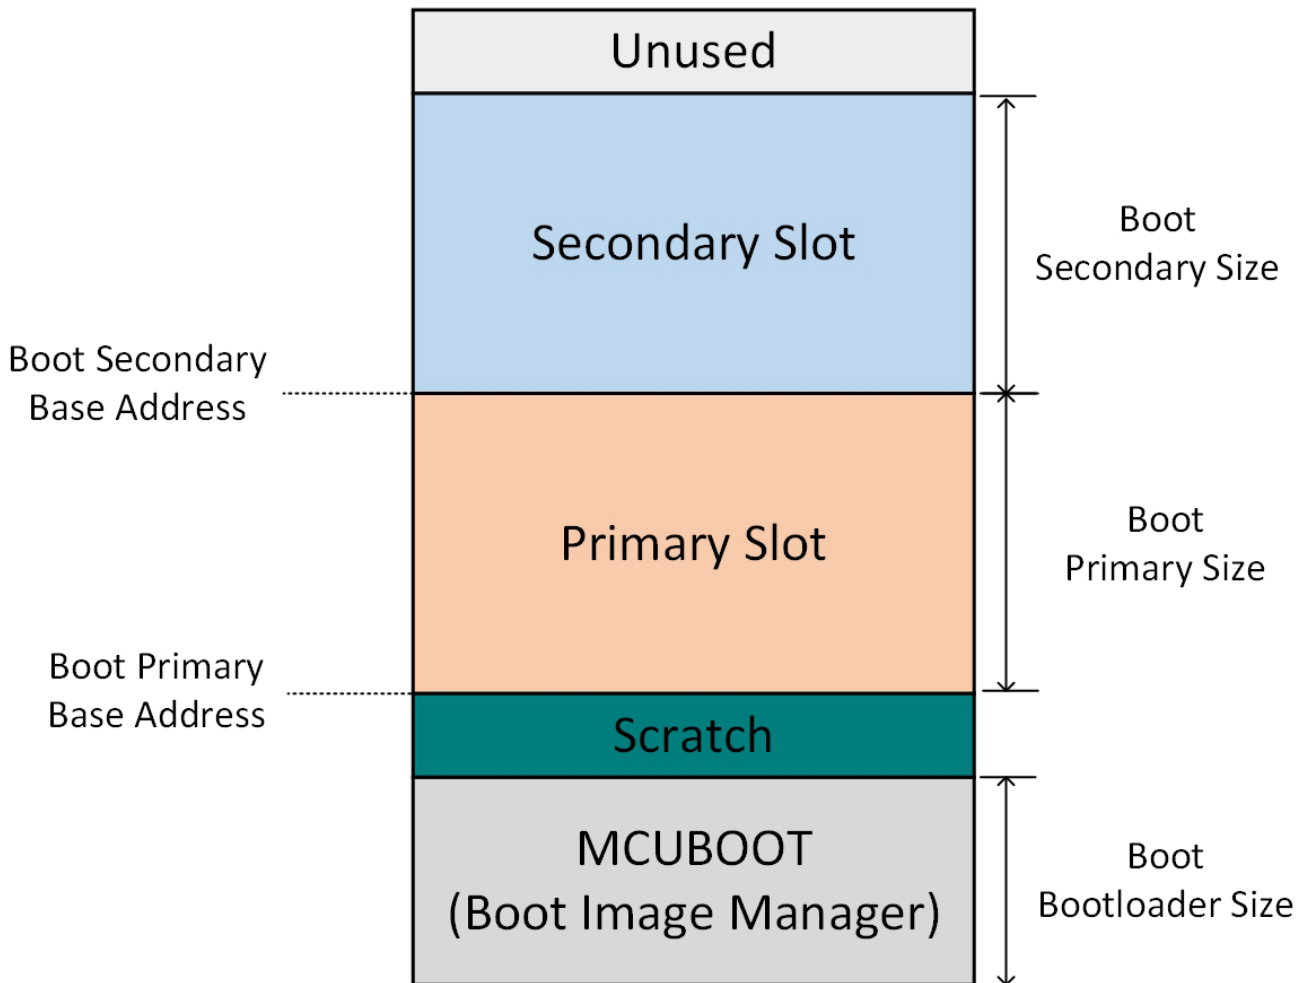 Unused
Secondary Slot
Boot
Secondary Size
Boot Secondary
Base Address
Primary Slot
Boot
Primary Size
Boot Primary
Base Address
Scratch
MCUBOOT
(Boot Image Manager)
Boot
Bootloader Size